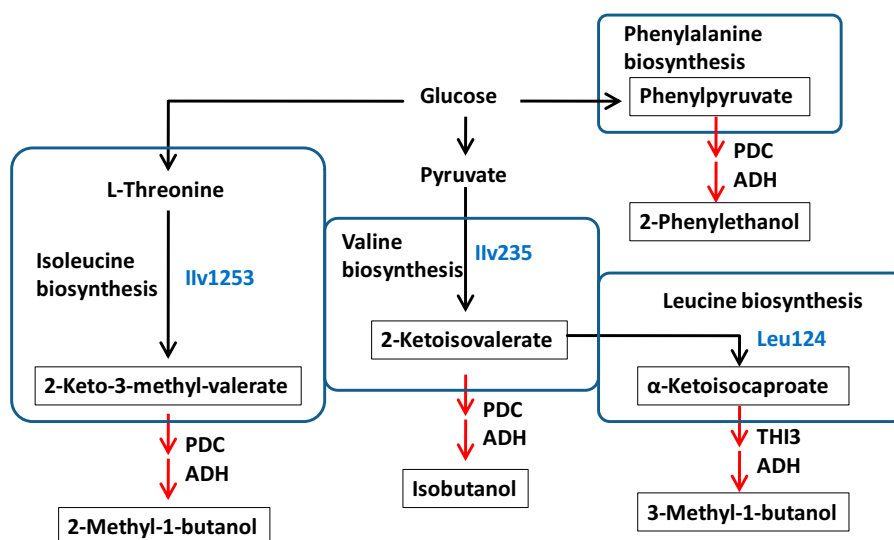 Phenylalanine
biosynthesis
Glucose
Phenylpyruvate
PDC
ADH
2-Phenylethanol
L-Threonine
Pyruvate
Isoleucine
biosynthesis
Ilv1253
Valine
biosynthesis
Ilv235
Leucine biosynthesis
Leu124
2-Ketoisovalerate
2-Keto-3-methyl-valerate
α-Ketoisocaproate
PDC
ADH
PDC
ADH
THI3
ADH
2-Methyl-1-butanol
Isobutanol
3-Methyl-1-butanol